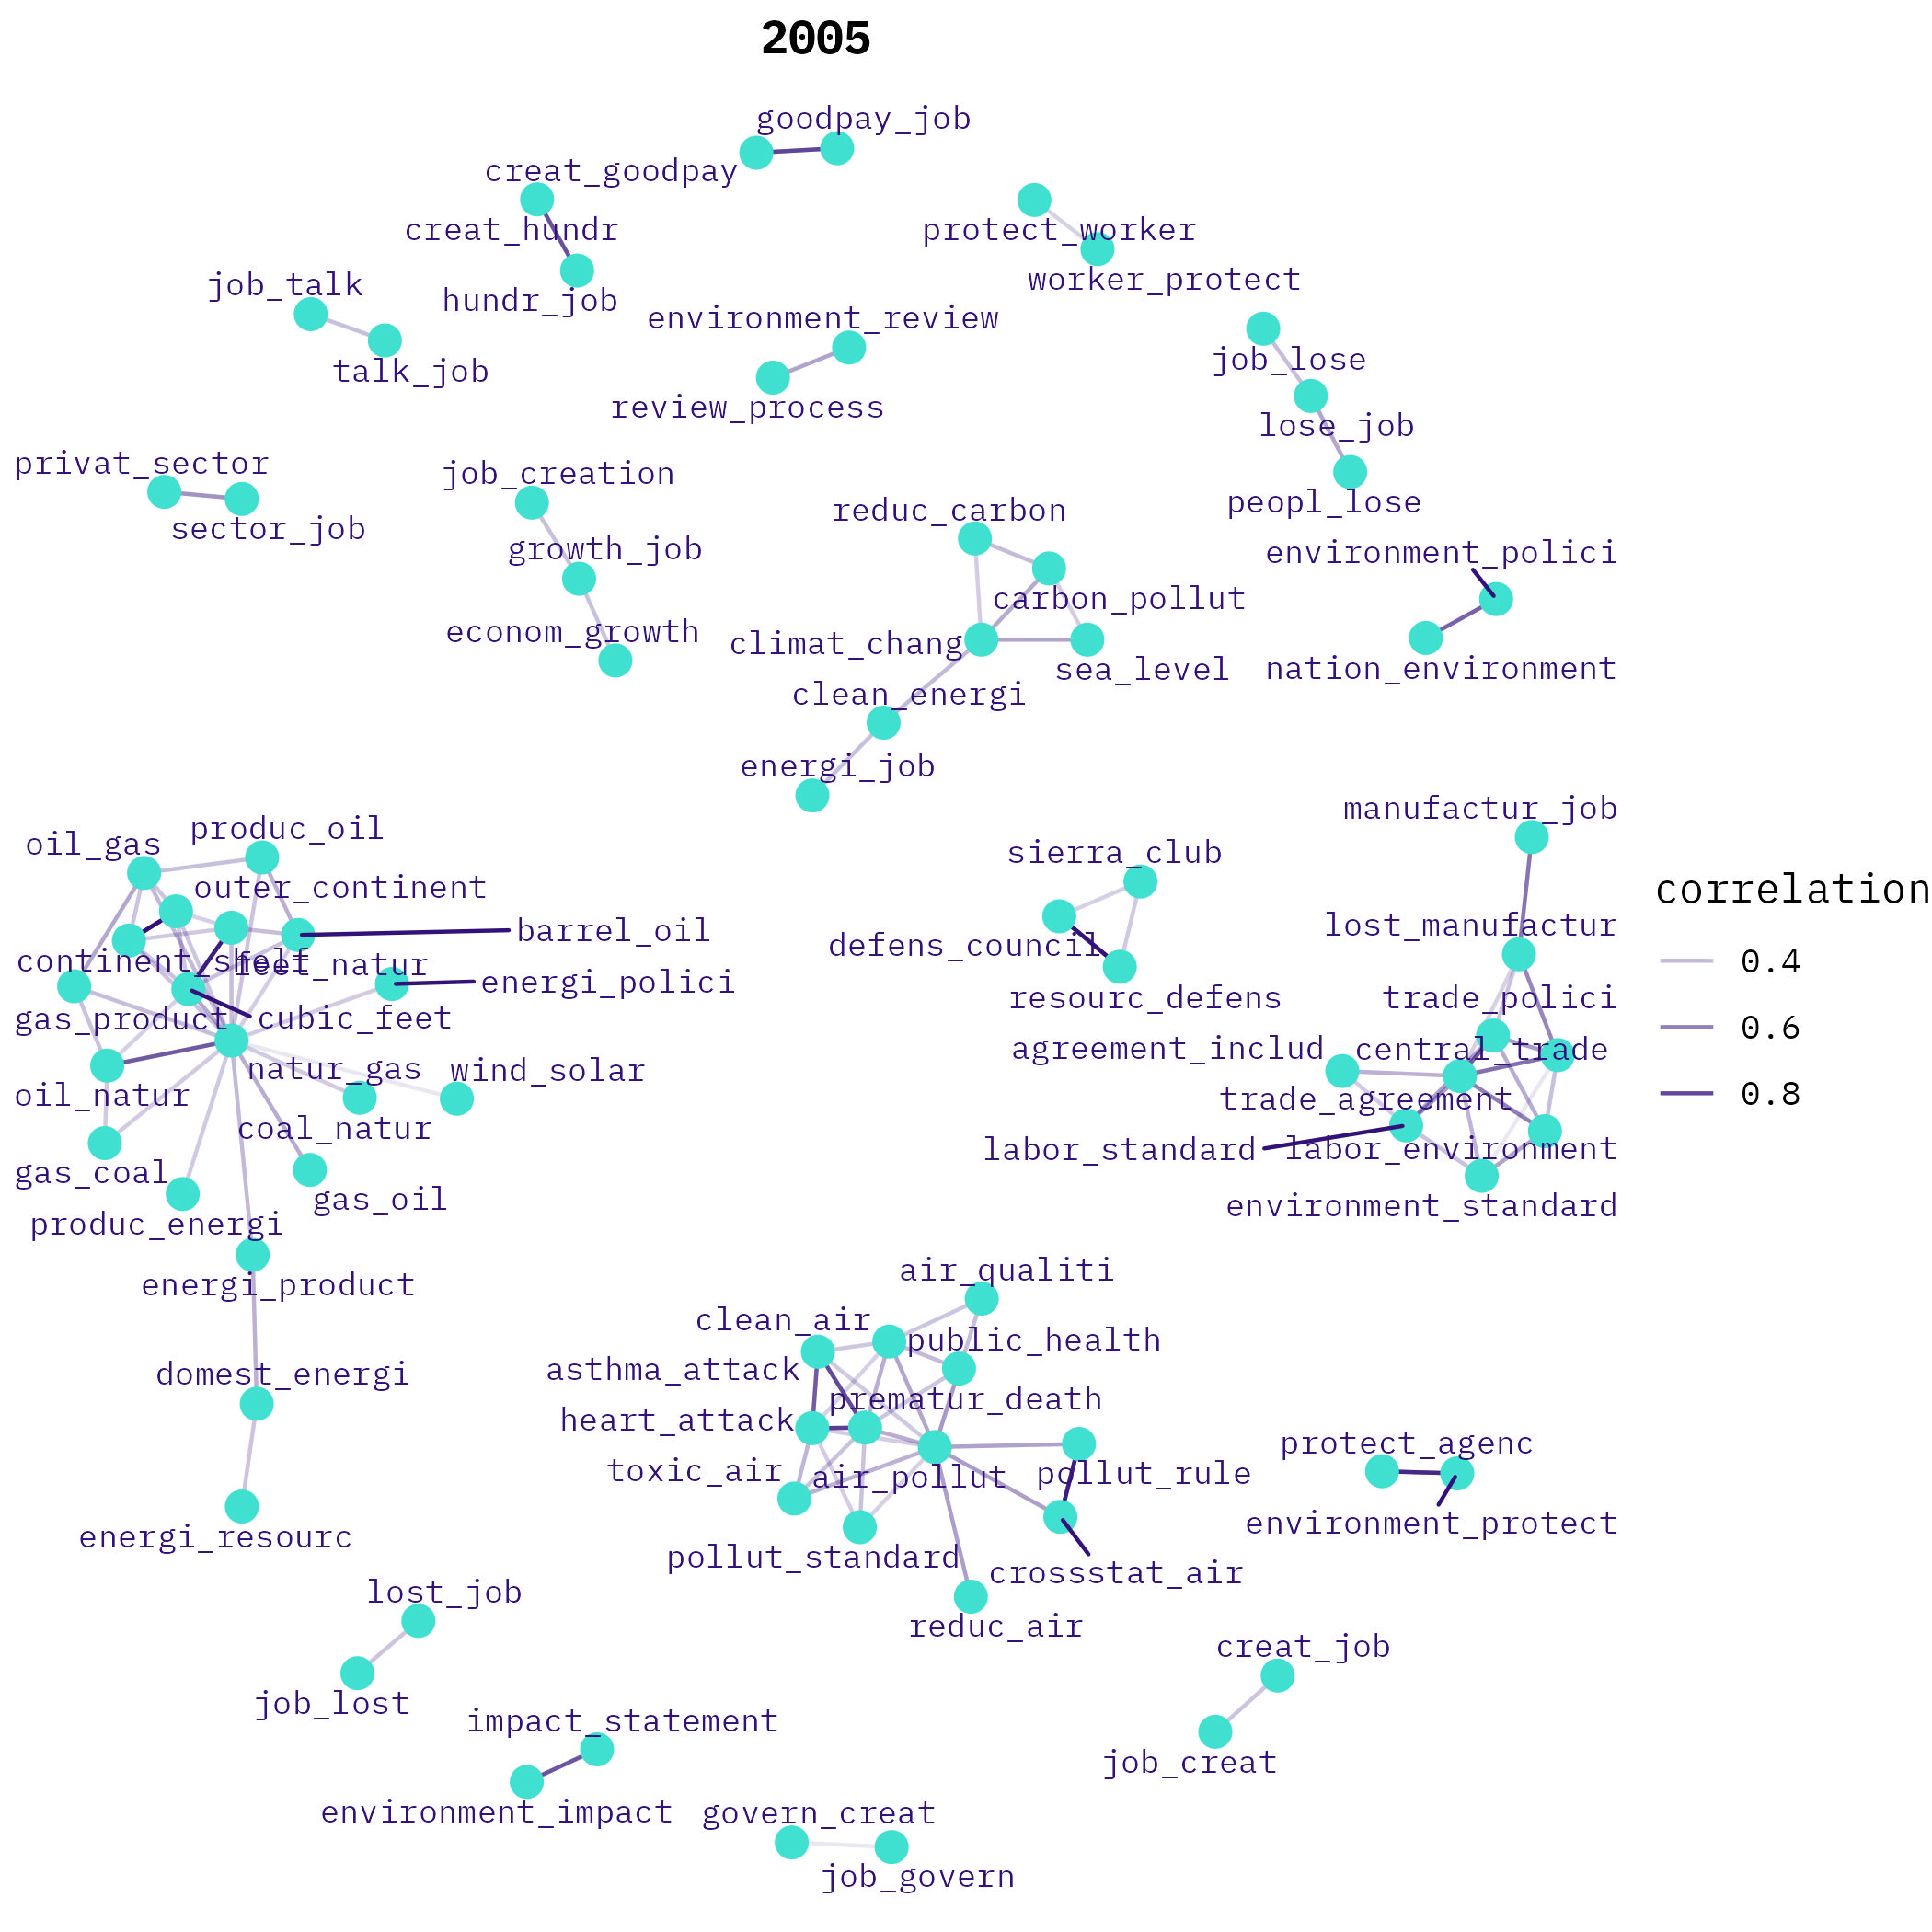 2005
goodpay_job
creat_goodpay
creat_hundr
protect_worker
worker_protect
job_talk
hundr_job
environment_review
job_lose
talk_job
review_process
lose_job
privat_sector
job_creation
peopl_lose
reduc_carbon
sector_job
growth_job
environment_polici
carbon_pollut
econom_growth
climat_chang
sea_level
nation_environment
clean_energi
energi_job
manufactur_job
produc_oil
oil_gas
sierra_club
outer_continent
correlation
barrel_oil
lost_manufactur
defens_council
continent_shelf
feet_natur
0.4
energi_polici
resourc_defens
trade_polici
gas_product
cubic_feet
0.6
agreement_includ
central_trade
natur_gas
wind_solar
oil_natur
trade_agreement
0.8
coal_natur
labor_standard
labor_environment
gas_coal
gas_oil
environment_standard
produc_energi
air_qualiti
energi_product
clean_air
public_health
asthma_attack
domest_energi
prematur_death
heart_attack
protect_agenc
toxic_air
air_pollut
pollut_rule
environment_protect
energi_resourc
pollut_standard
crossstat_air
lost_job
reduc_air
creat_job
job_lost
impact_statement
job_creat
environment_impact
govern_creat
job_govern